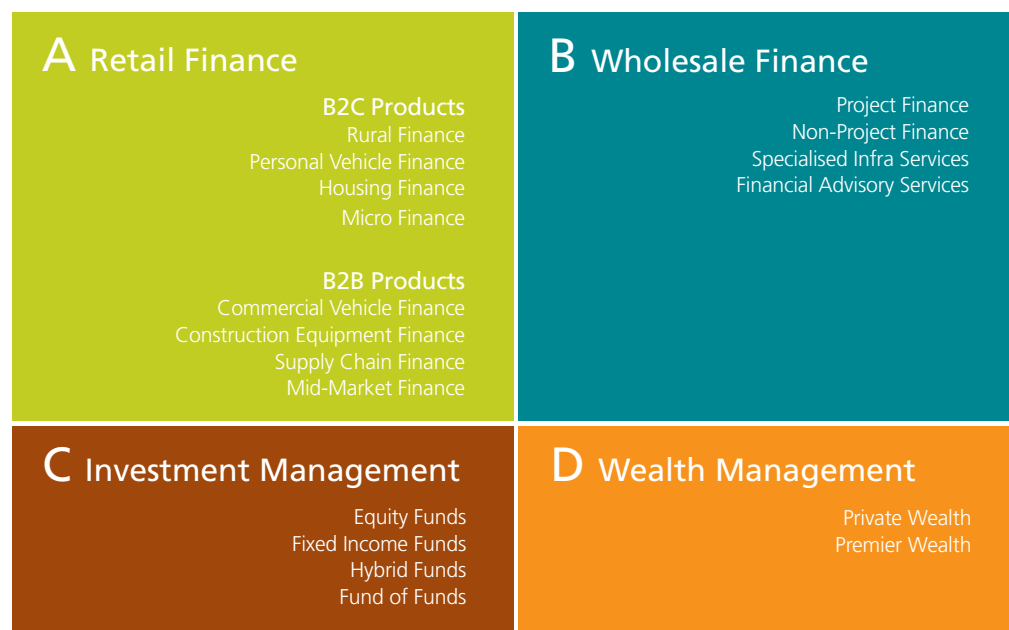 A Retail Finance
B2C Products
Rural Finance
Personal Vehicle Finance
Housing Finance
Micro Finance
B2B Products
Commercial Vehicle Finance
Construction Equipment Finance
Supply Chain Finance
Mid-Market Finance
B Wholesale Finance
Project Finance
Non-Project Finance
Specialised Infra Services
Financial Advisory Services
C Investment Management
Equity Funds
Fixed Income Funds
Hybrid Funds
Fund of Funds
D Wealth Management
Private Wealth
Premier Wealth